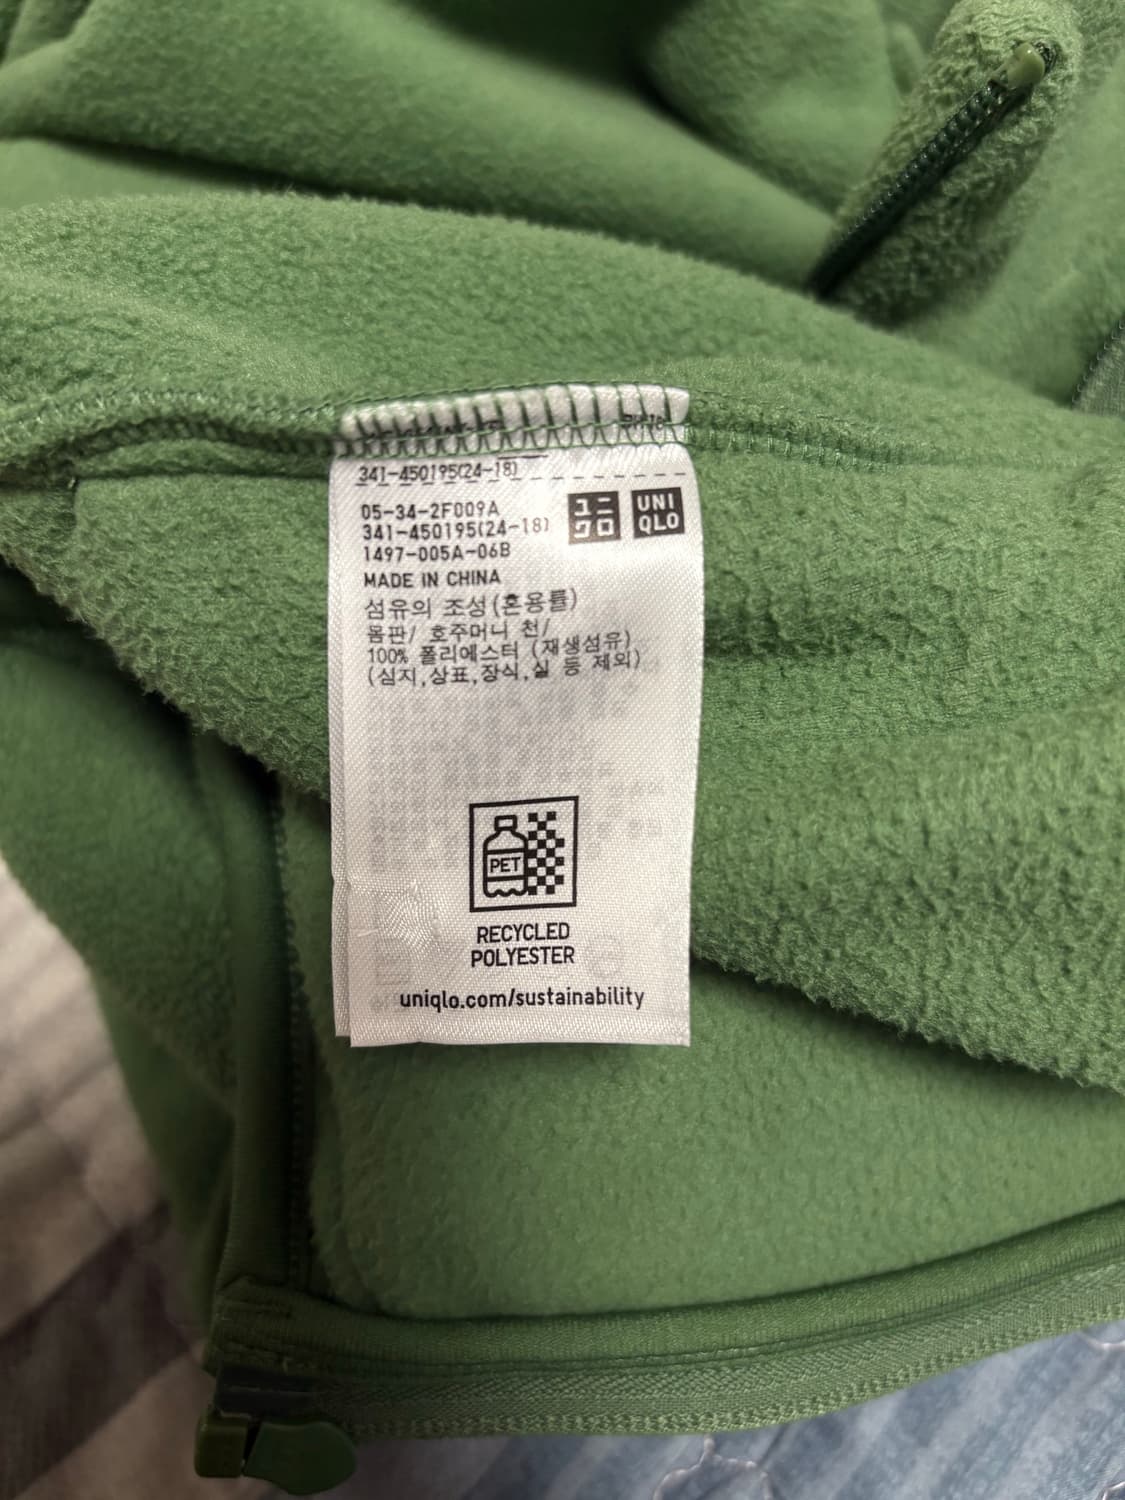 341-450195(24-18)
05-34-2F009A
341-450195(24-18)
1497-005A-06B
ユニ
クロ
UNI
QLO
MADE IN CHINA
섬유의 조성(혼용률)
몸판/ 호주머니 천/
100% 폴리에스터 (재생섬유)
(심지,상표,장식,실 등 제외)
PET
RECYCLED
POLYESTER
uniqlo.com/sustainability